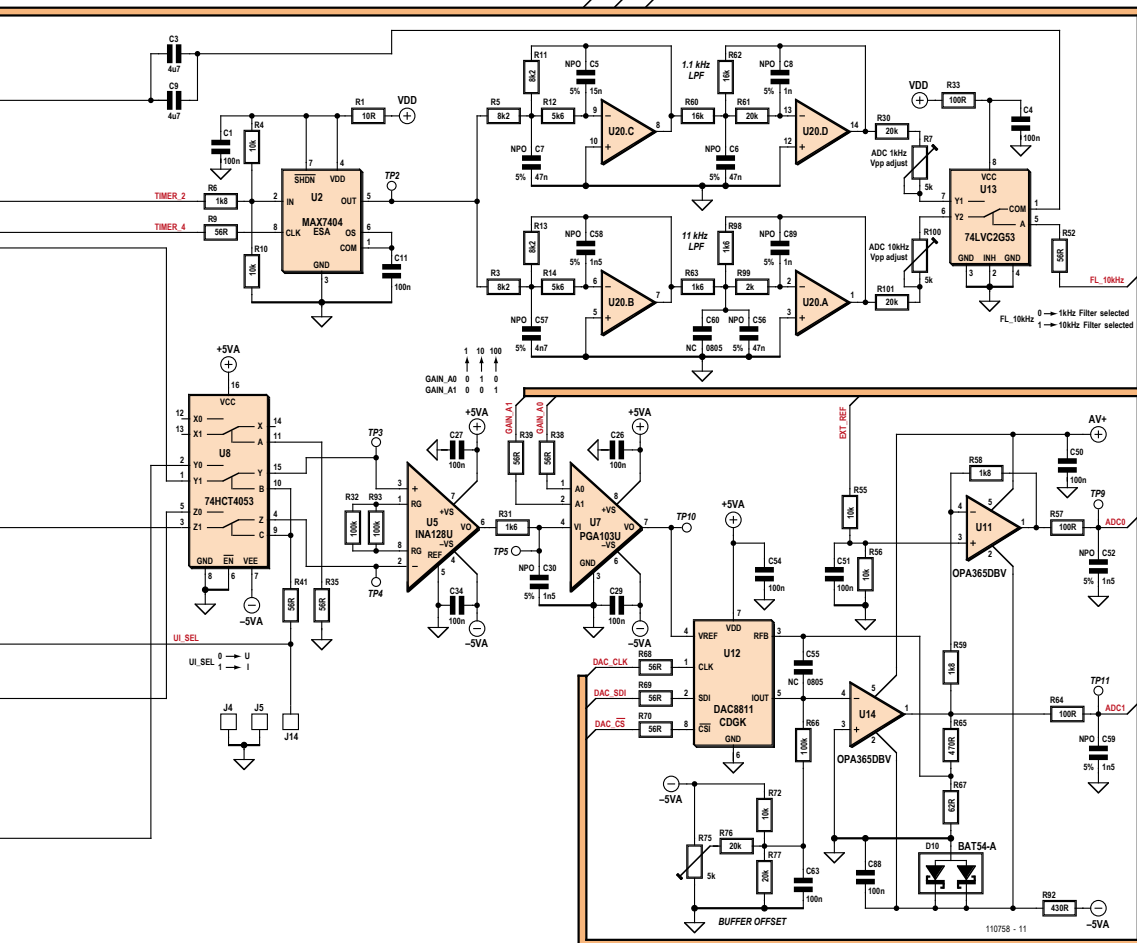 C3
4u7
C9
4u7
R1
10R
VDD
C1
100n
R4
10k
TIMER_2
R6
1k8
TIMER_4
R9
56R
R10
10k
7
4
SHDN
VDD
U2
2
IN
OUT
5
MAX7404
ESA
8
CLK
OS
6
COM
1
GND
3
TP2
C11
100n
R11
8k2
NPO
C5
5%
15n
R5
8k2
R12
5k6
9
10
U20.C
8
NPO
C7
5%
47n
1.1 kHz
LPF
R62
16k
NPO
C8
5%
1n
R60
16k
R61
20k
13
12
U20.D
14
NPO
C6
5%
47n
R30
20k
R7
ADC 1kHz
Vpp adjust
5k
VDD
R33
100R
C4
100n
8
VCC
U13
7
Y1
COM
1
6
Y2
A
5
74LVC2G53
GND
INH
GND
3
2
4
R52
56R
FL_10kHz
FL_10kHz
0
1kHz Filter selected
1
10kHz Filter selected
R13
8k2
NPO
C58
5%
1n5
R3
8k2
R14
5k6
6
5
U20.B
7
NPO
C57
5%
4n7
11 kHz
LPF
R98
1k6
NPO
C89
5%
1n
R63
1k6
R99
2k
2
3
U20.A
1
C60
NC
0805
NPO
C56
5%
47n
R101
20k
R100
ADC 10kHz
Vpp adjust
5k
1 10 100
GAIN_A0 0 1 0
GAIN_A1 0 0 1
+5VA
16
VCC
12
X0
X
14
13
X1
A
11
U8
2
Y0
Y
15
1
Y1
B
10
74HCT4053
5
Z0
Z
4
3
Z1
C
9
GND
EN
VEE
8
6
7
–5VA
R41
56R
R35
56R
UI_SEL
UI_SEL
0
U
1
I
J4
J5
J14
TP3
TP4
R32
100k
R93
100k
+5VA
C27
100n
3
1
RG
8
RG
2
7
+VS
U5
INA128U
VO
6
–VS
REF
5
4
C34
100n
–5VA
R31
1k6
TP5
NPO
C30
5%
1n5
GAIN_A1
GAIN_A0
R39
56R
R38
56R
+5VA
C26
100n
1
A0
2
A1
8
+VS
U7
4
VI
VO
7
PGA103U
–VS
GND
3
6
C29
100n
–5VA
TP10
+5VA
C54
100n
7
VDD
4
VREF
RFB
3
U12
1
CLK
2
SDI
IOUT
5
DAC8811
CDGK
8
CSI
GND
6
DAC_CLK
R68
56R
DAC_SDI
R69
56R
DAC_CS
R70
56R
C55
NC
0805
R66
100k
–5VA
R75
5k
R76
20k
R72
10k
R77
20k
C63
100n
BUFFER OFFSET
EXT_REF
R55
10k
C51
100n
R56
10k
R58
1k8
4
3
U11
5
1
2
OPA365DBV
AV+
C50
100n
R57
100R
TP9
ADC0
NPO
C52
5%
1n5
R59
1k8
4
3
U14
5
1
2
OPA365DBV
R64
100R
TP11
ADC1
NPO
C59
5%
1n5
R65
470R
R67
62R
C88
100n
D10
BAT54-A
R92
430R
–5VA
110758 - 11